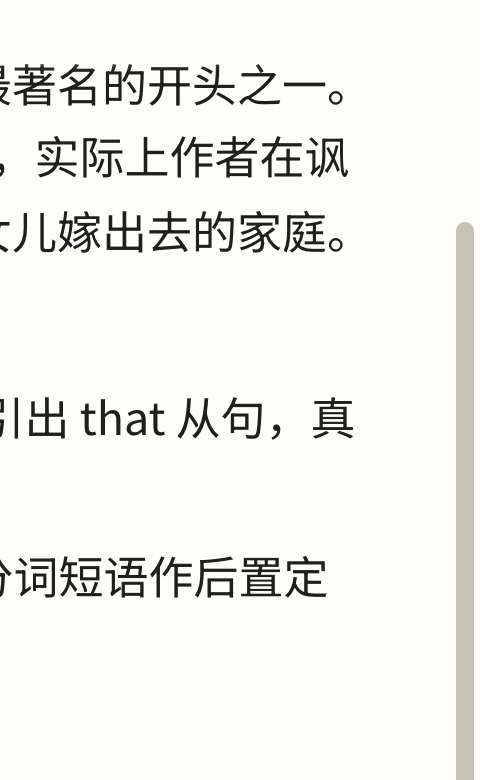 最著名的开头之一。
，实际上作者在讽
女儿嫁出去的家庭。
引出 that 从句，真
分词短语作后置定